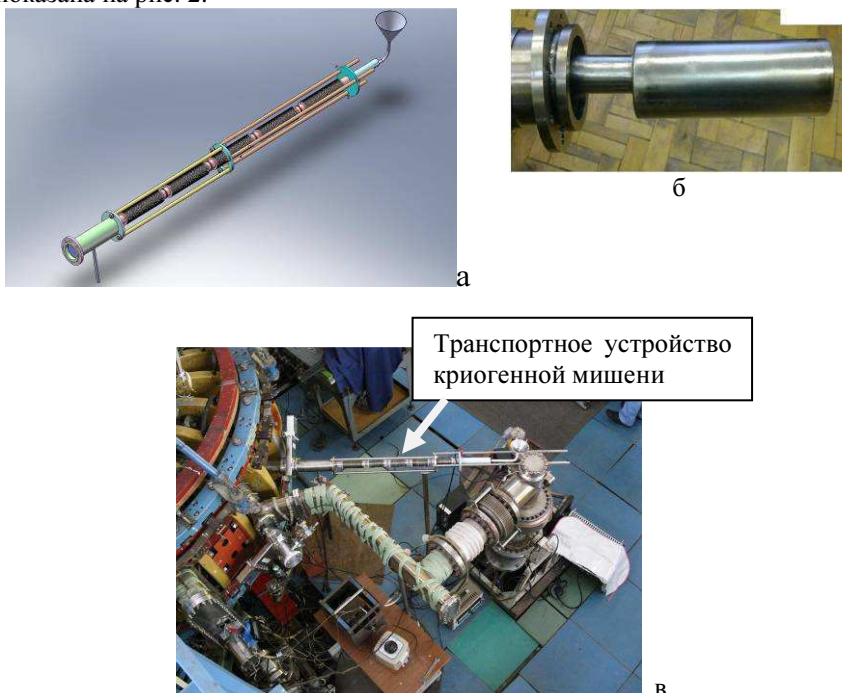 показана на рис. 2.
а
б
Транспортное устройство
криогенной мишени
в